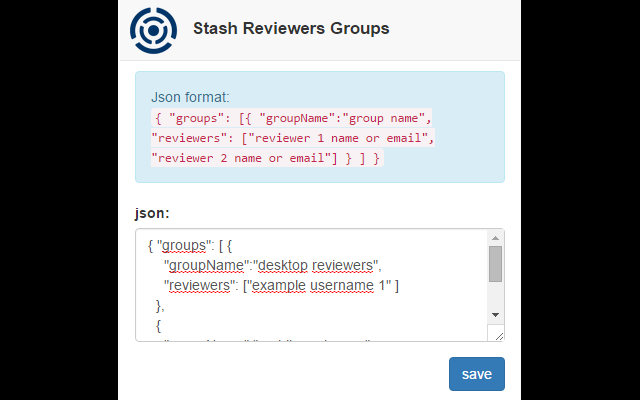 Stash Reviewers Groups
Json format:
{ "groups": [{ "groupName":"group name",
"reviewers": ["reviewer 1 name or email",
"reviewer 2 name or email"] } ] }
json:
{ "groups": [ {
"groupName":"desktop reviewers",
"reviewers": ["example username 1" ]
},
{
save